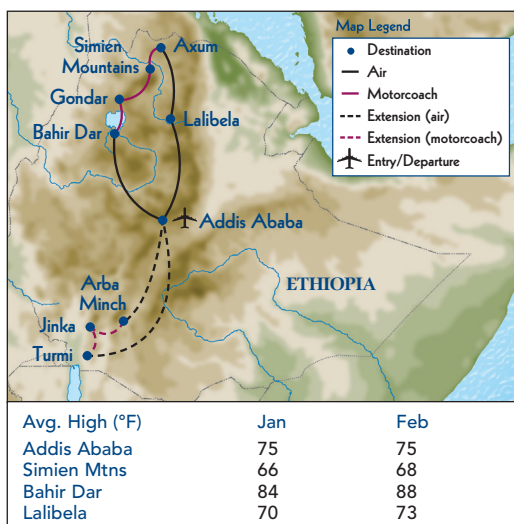 Map Legend
Destination
Air
Motorcoach
Extension (air)
Extension (motorcoach)
Entry/Departure
Simien
Mountains
Axum
Gondar
Bahir Dar
Lalibela
Addis Ababa
ETHIOPIA
Arba
Minch
Jinka
Turmi
Avg. High (°F) Jan Feb
Addis Ababa 75 75
Simien Mtns 66 68
Bahir Dar 84 88
Lalibela 70 73